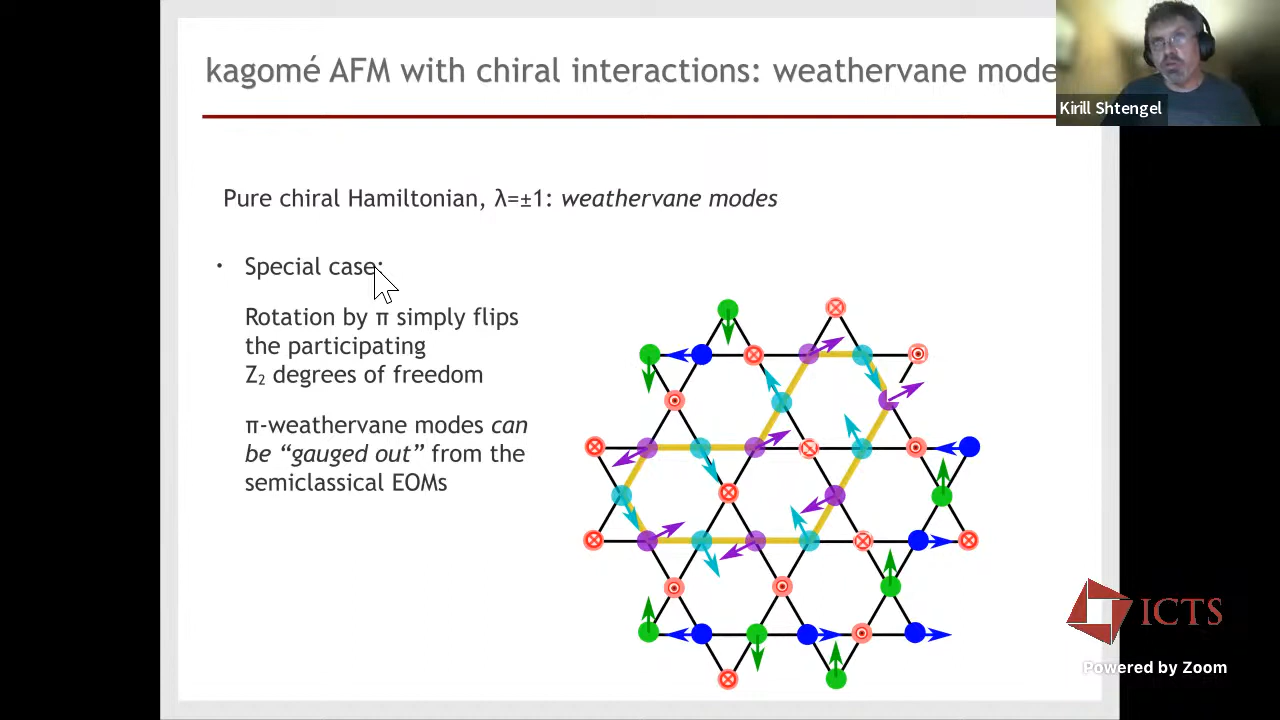 kagomé AFM with chiral interactions: weathervane mode
Kirill Shtengel
Pure chiral Hamiltonian, λ=±1: weathervane modes
• Special case:
Rotation by π simply flips
the participating
Z₂ degrees of freedom
π-weathervane modes can
be “gauged out” from the
semiclassical EOMs
ICTS
Powered by Zoom